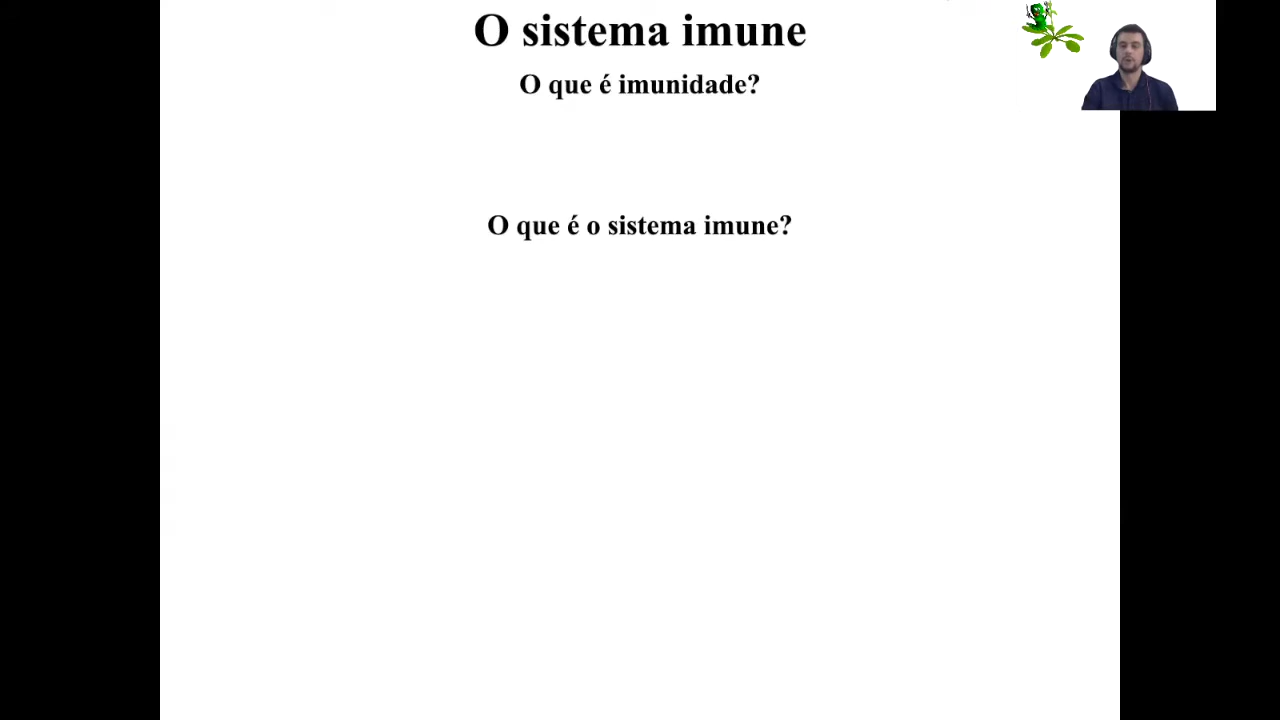 O sistema imune
O que é imunidade?
O que é o sistema imune?